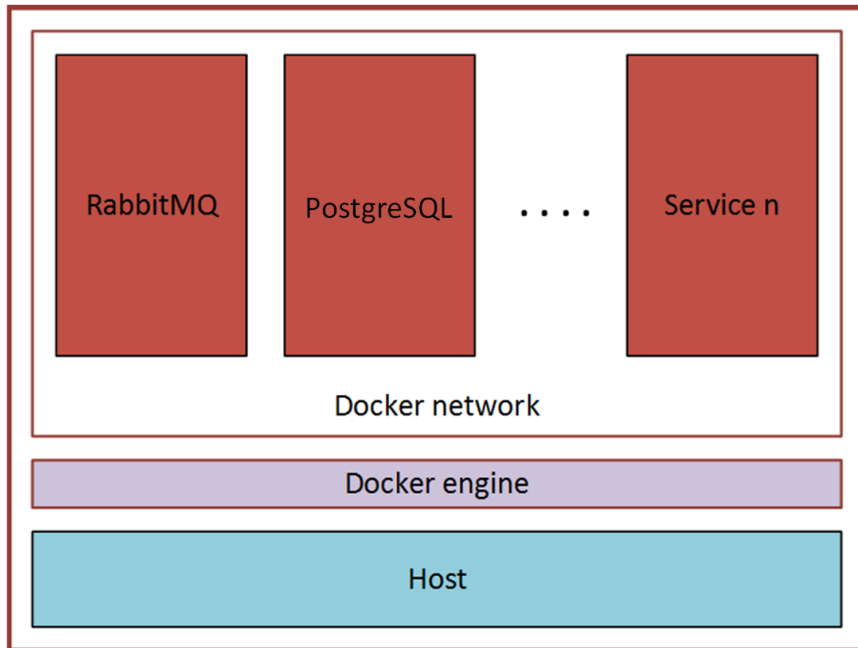 RabbitMQ
PostgreSQL
....
Service n
Docker network
Docker engine
Host